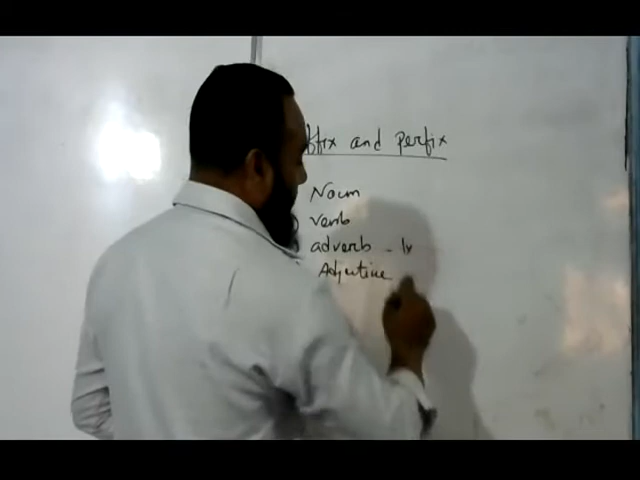 ffix and perfix
Noun
verb
adverb - ly
Adjective